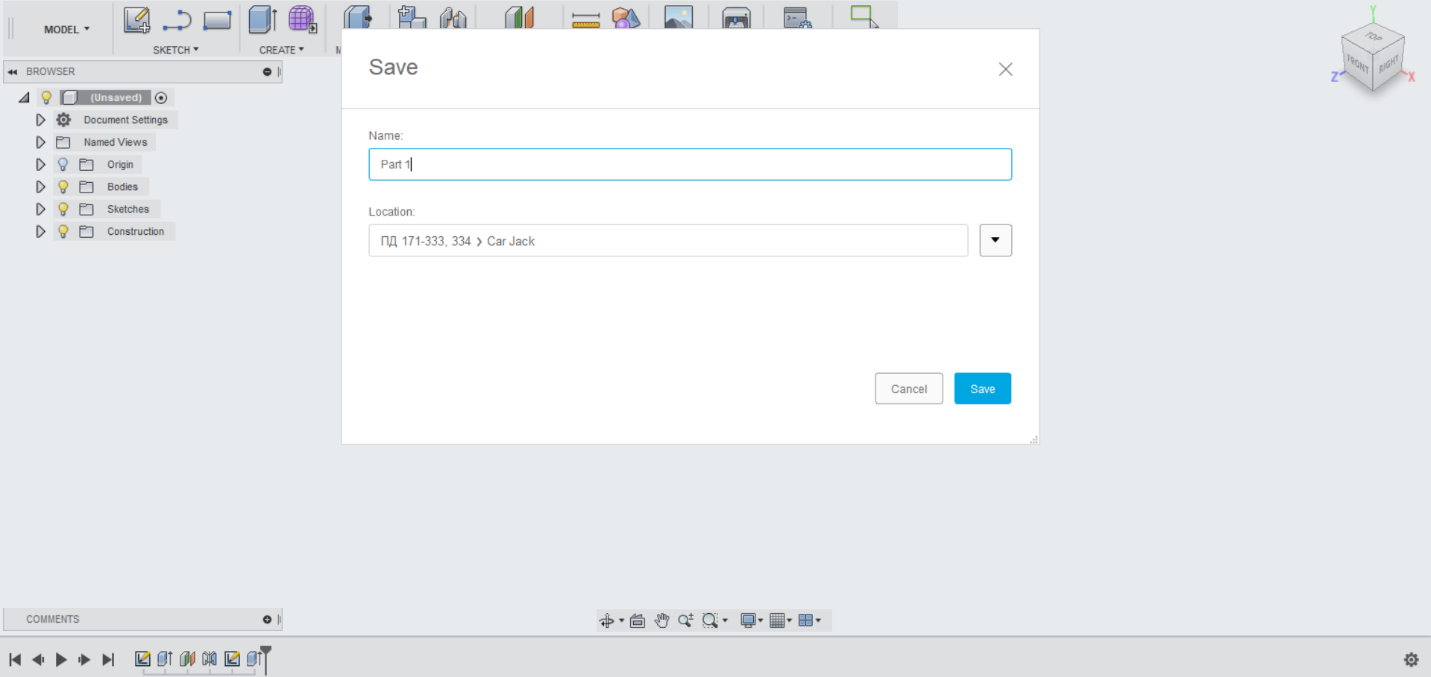 MODEL
SKETCH
CREATE
BROWSER
(Unsaved)
Document Settings
Named Views
Origin
Bodies
Sketches
Construction
Save
Name:
Part 1
Location:
ПД 171-333, 334 > Car Jack
Cancel
Save
TOP
FRONT
RIGHT
Y
Z
X
COMMENTS